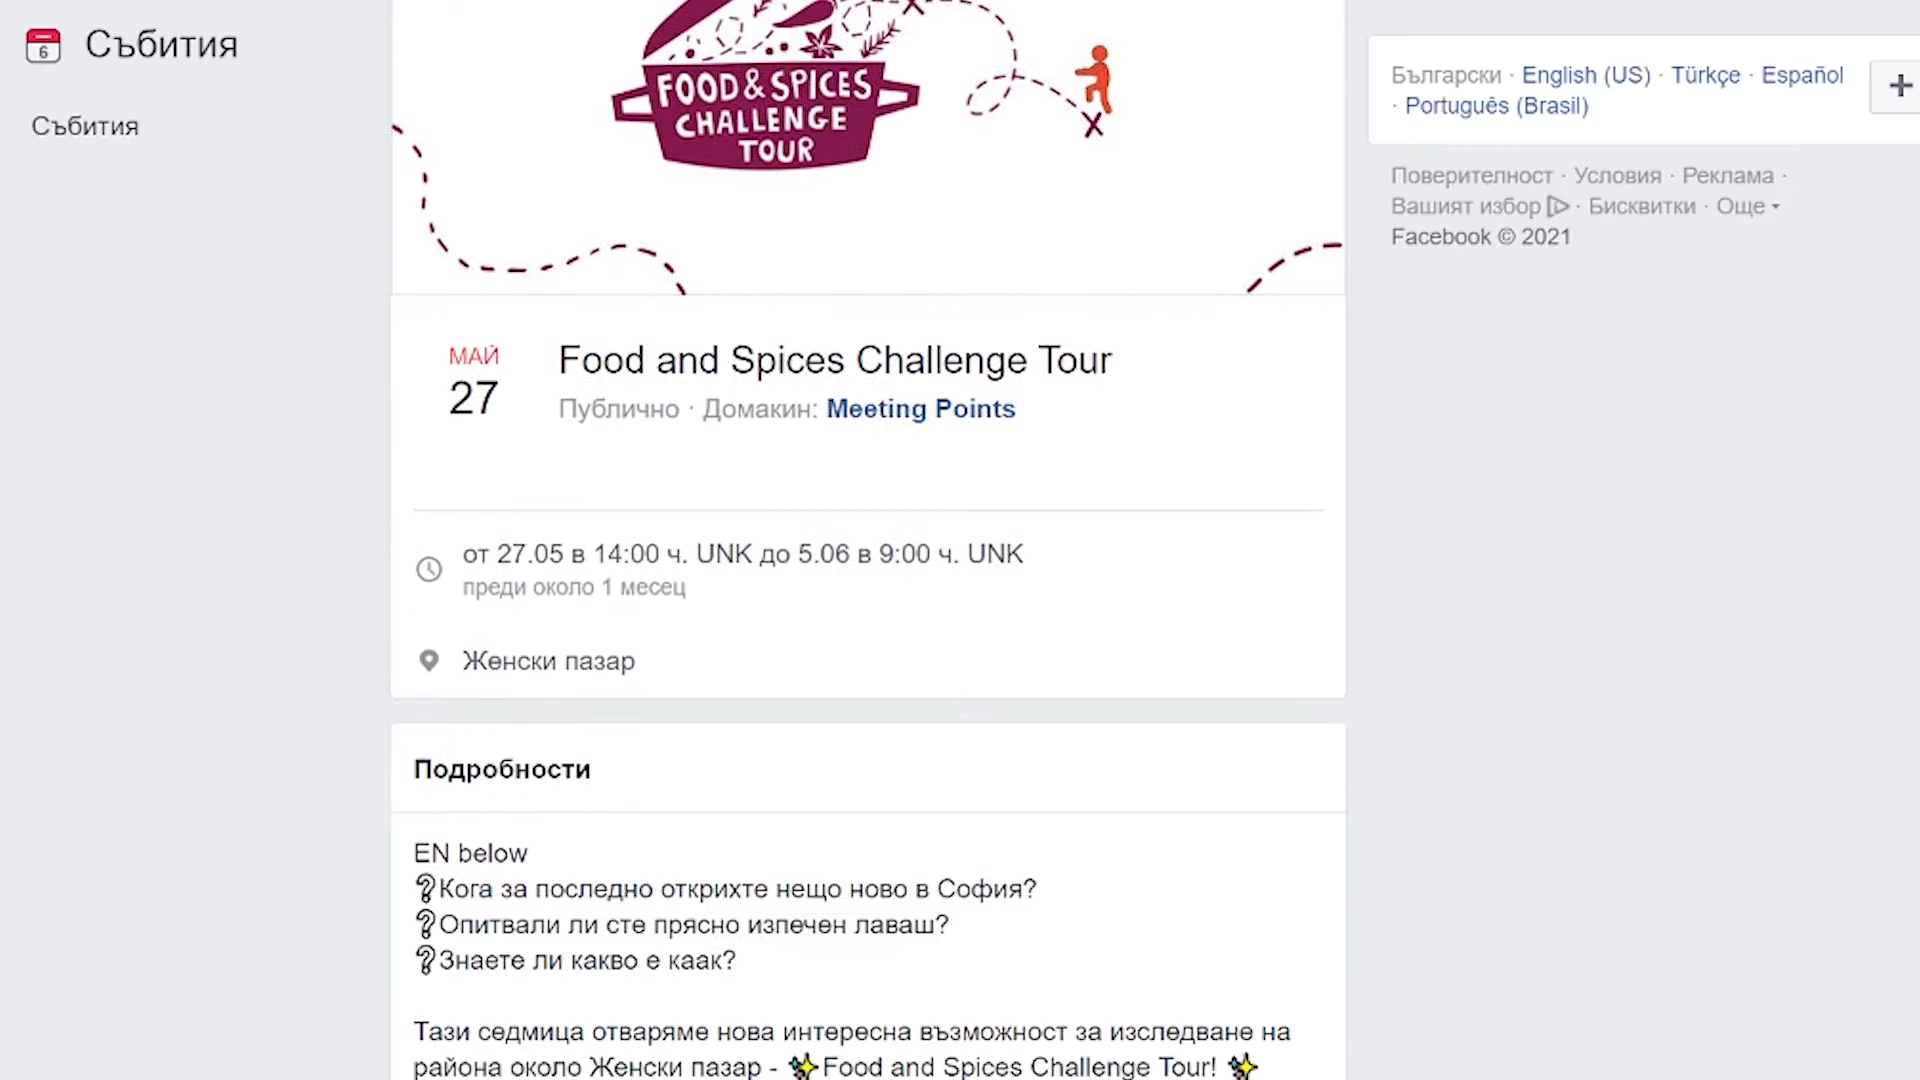 6 Събития
Събития
FOOD & SPICES
CHALLENGE
TOUR
МАЙ
27
Food and Spices Challenge Tour
Публично · Домакин: Meeting Points
от 27.05 в 14:00 ч. UNK до 5.06 в 9:00 ч. UNK
преди около 1 месец
Женски пазар
Подробности
EN below
❔Кога за последно открихте нещо ново в София?
❔Опитвали ли сте прясно изпечен лаваш?
❔Знаете ли какво е каак?
Тази седмица отваряме нова интересна възможност за изследване на
района около Женски пазар - ✨Food and Spices Challenge Tour! ✨
Български · English (US) · Türkçe · Español
· Português (Brasil)
Поверителност · Условия · Реклама ·
Вашият избор · Бисквитки · Още
Facebook © 2021